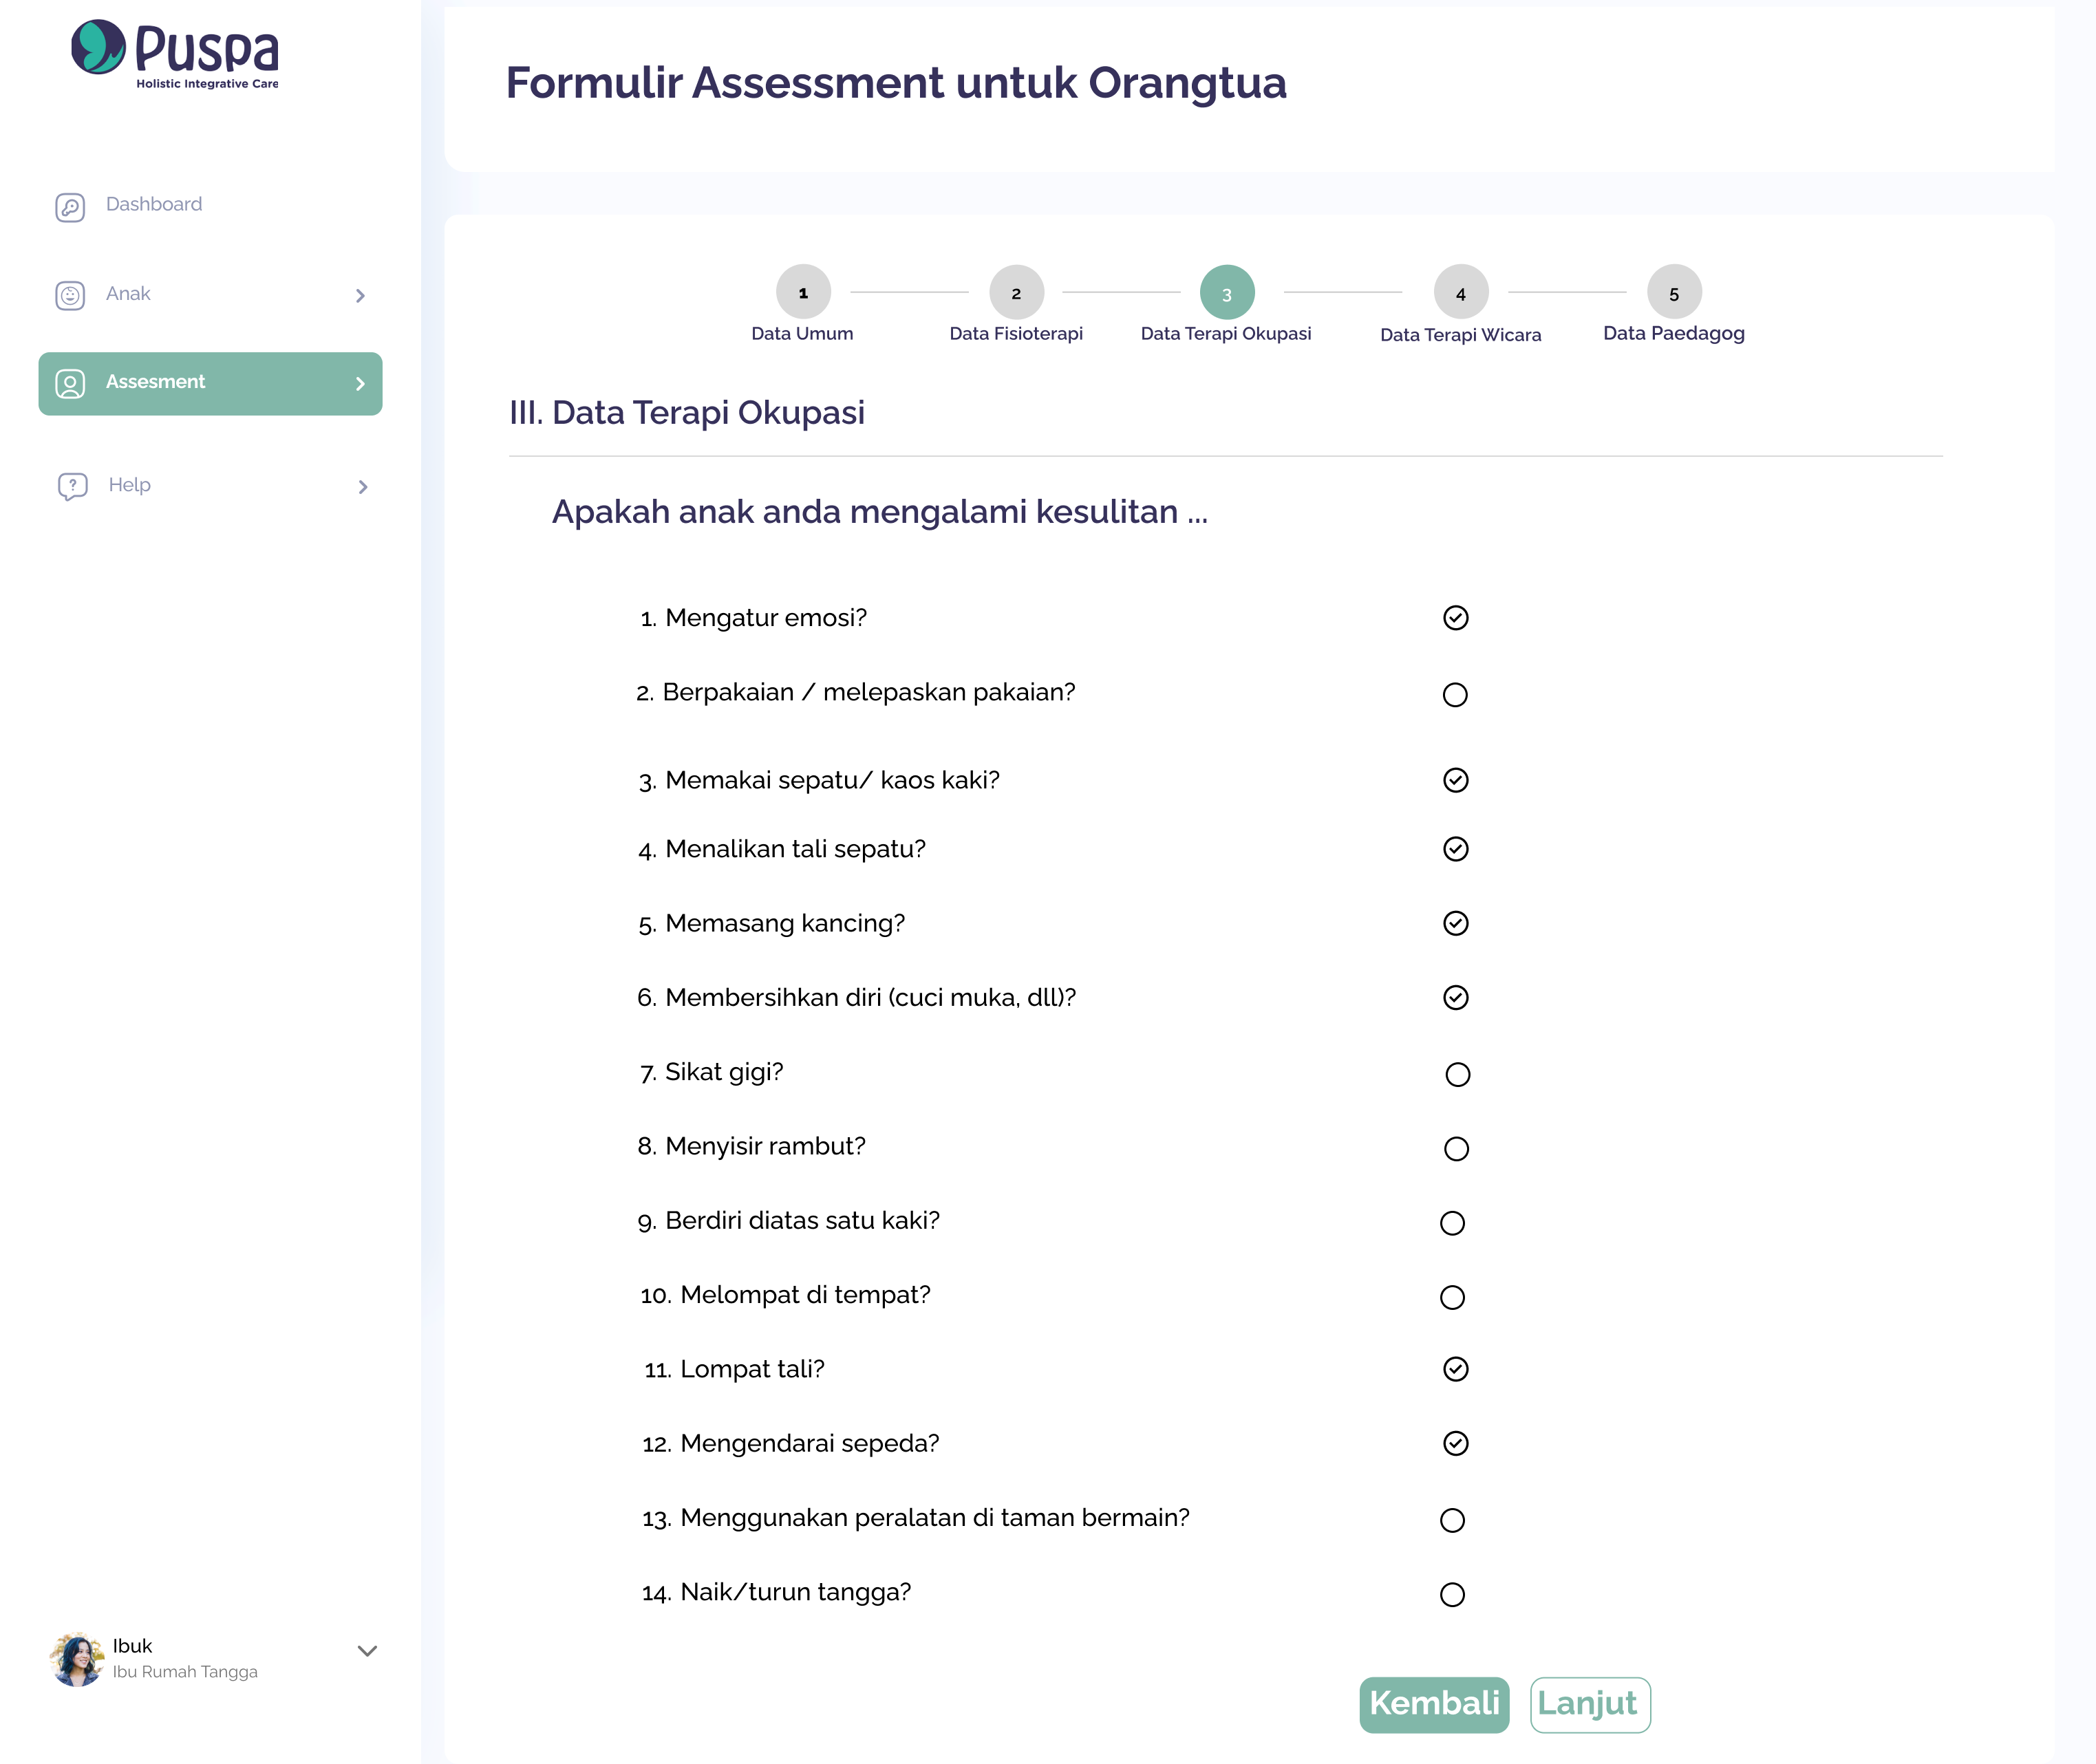 Puspa
Holistic Integrative Care
Dashboard
Anak
Assesment
Help
Ibuk
Ibu Rumah Tangga
Formulir Assessment untuk Orangtua
1
2
3
4
5
Data Umum
Data Fisioterapi
Data Terapi Okupasi
Data Terapi Wicara
Data Paedagog
III. Data Terapi Okupasi
Apakah anak anda mengalami kesulitan ...
1. Mengatur emosi?
2. Berpakaian / melepaskan pakaian?
3. Memakai sepatu/ kaos kaki?
4. Menalikan tali sepatu?
5. Memasang kancing?
6. Membersihkan diri (cuci muka, dll)?
7. Sikat gigi?
8. Menyisir rambut?
9. Berdiri diatas satu kaki?
10. Melompat di tempat?
11. Lompat tali?
12. Mengendarai sepeda?
13. Menggunakan peralatan di taman bermain?
14. Naik/turun tangga?
Kembali
Lanjut